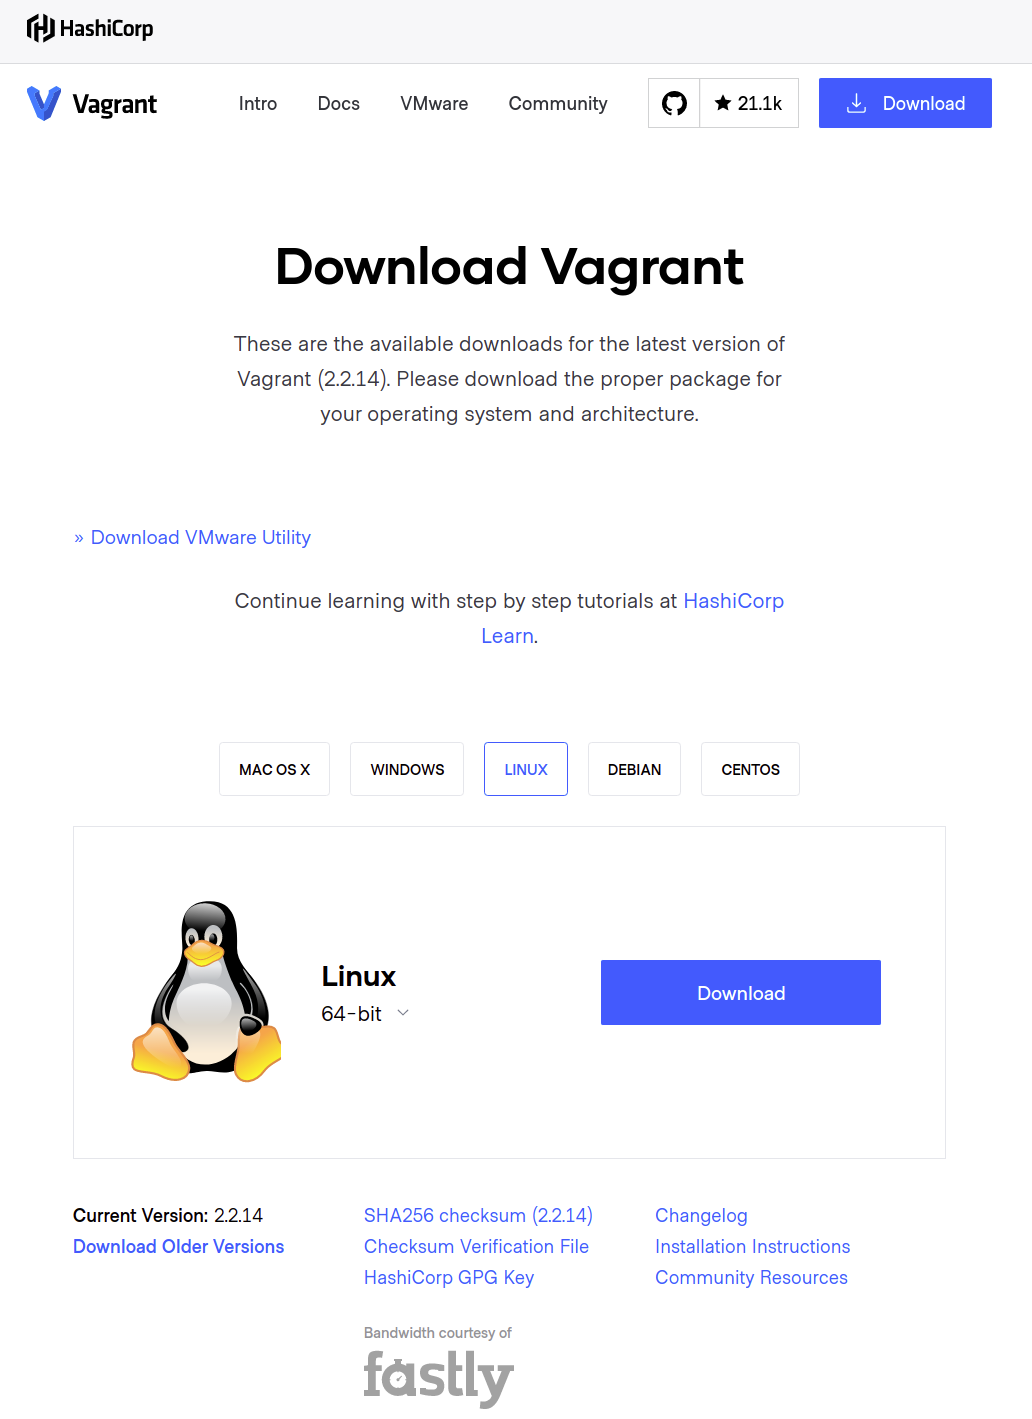 HashiCorp
Vagrant
Intro
Docs
VMware
Community
21.1k
Download
Download Vagrant
These are the available downloads for the latest version of
Vagrant (2.2.14). Please download the proper package for
your operating system and architecture.
» Download VMware Utility
Continue learning with step by step tutorials at HashiCorp
Learn.
MAC OS X
WINDOWS
LINUX
DEBIAN
CENTOS
Linux
64-bit
Download
Current Version: 2.2.14
Download Older Versions
SHA256 checksum (2.2.14)
Checksum Verification File
HashiCorp GPG Key
Changelog
Installation Instructions
Community Resources
Bandwidth courtesy of
fastly